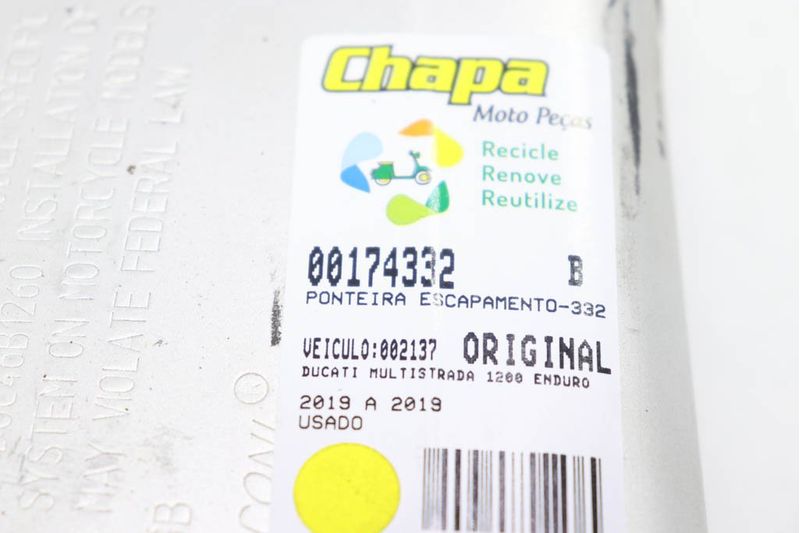 Chapa
Moto Peças
Recicle
Renove
Reutilize
00174332 B
PONTEIRA ESCAPAMENTO-332
VEICULO:002137 ORIGINAL
DUCATI MULTISTRADA 1200 ENDURO
2019 A 2019
USADO
INSTALLATION OF
SYSTEM ON MOTORCYCLE MODELS
MAY VIOLATE FEDERAL LAW